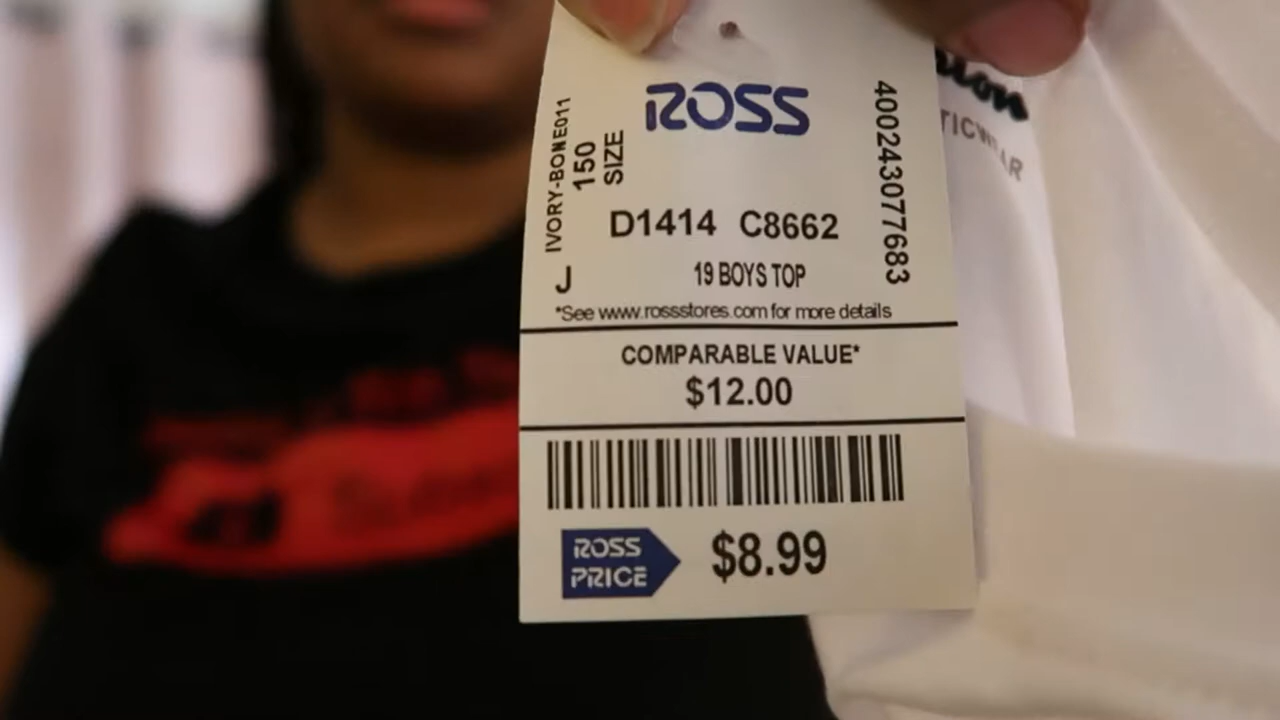 ROSS
IVORY-BONE011
150
SIZE
400243077683
D1414 C8662
J
19 BOYS TOP
*See www.rossstores.com for more details
COMPARABLE VALUE*
$12.00
ROSS
PRICE
$8.99